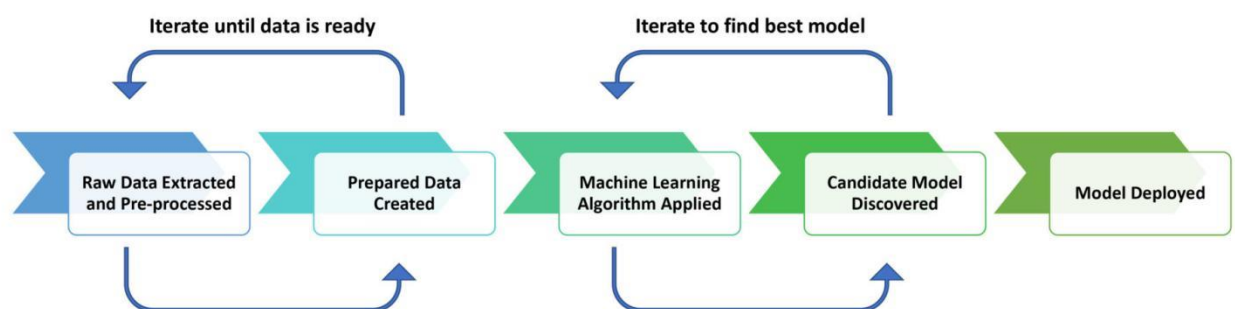 Iterate until data is ready
Iterate to find best model
Raw Data Extracted
and Pre-processed
Prepared Data
Created
Machine Learning
Algorithm Applied
Candidate Model
Discovered
Model Deployed